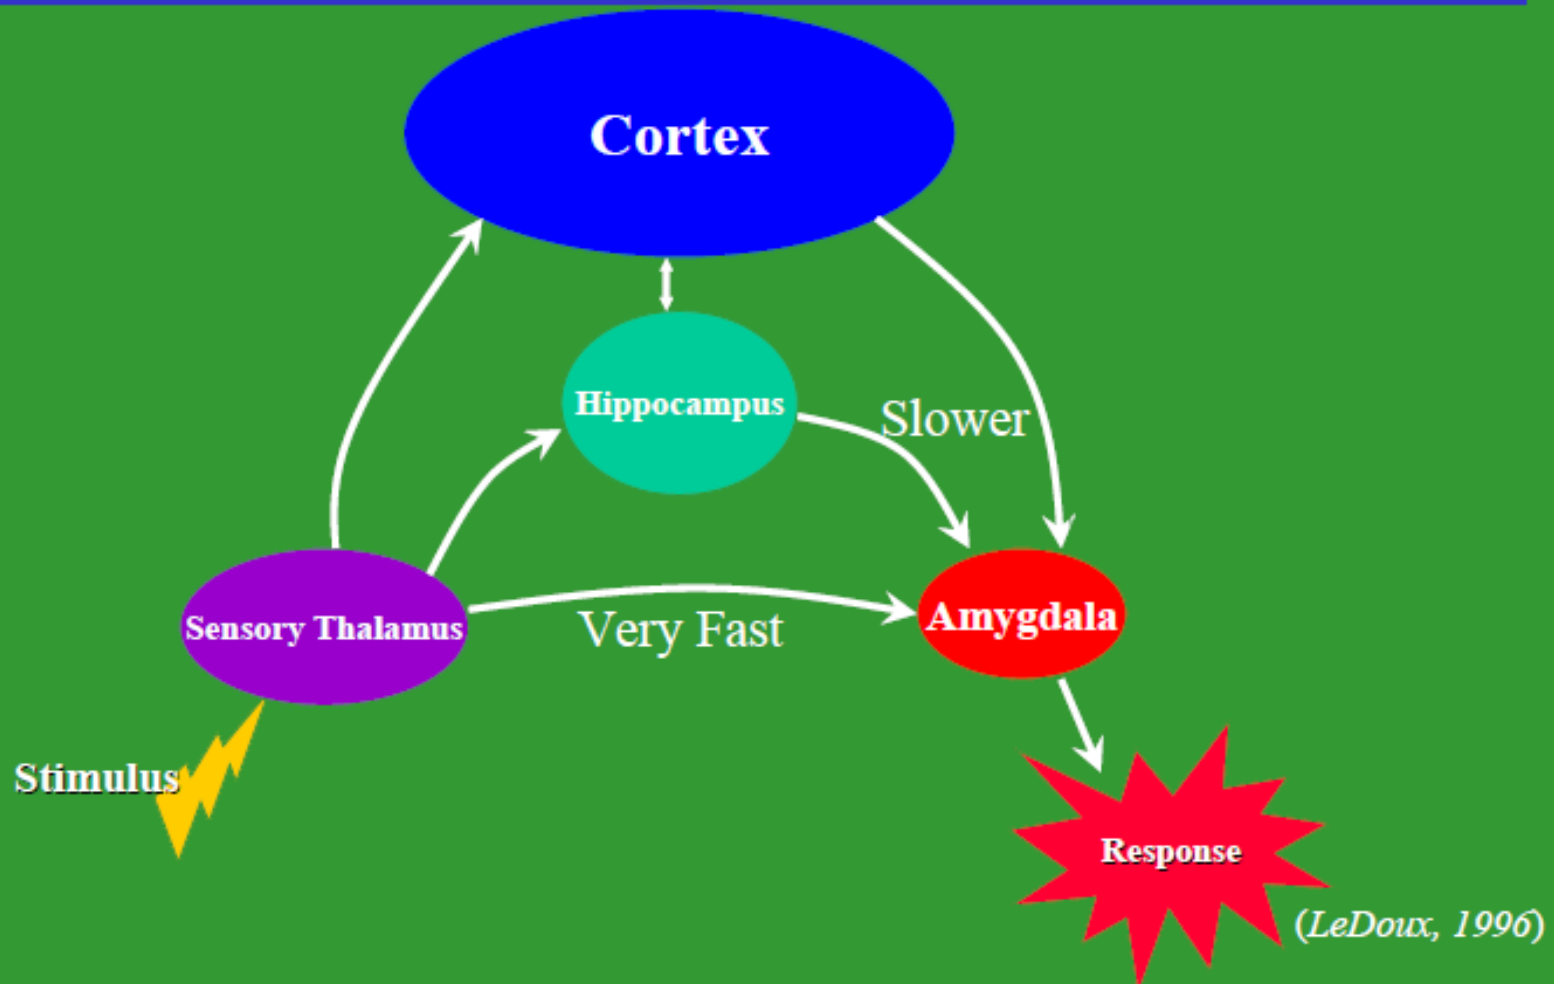 Cortex
Hippocampus
Slower
Sensory Thalamus
Very Fast
Amygdala
Stimulus
Response
(LeDoux, 1996)